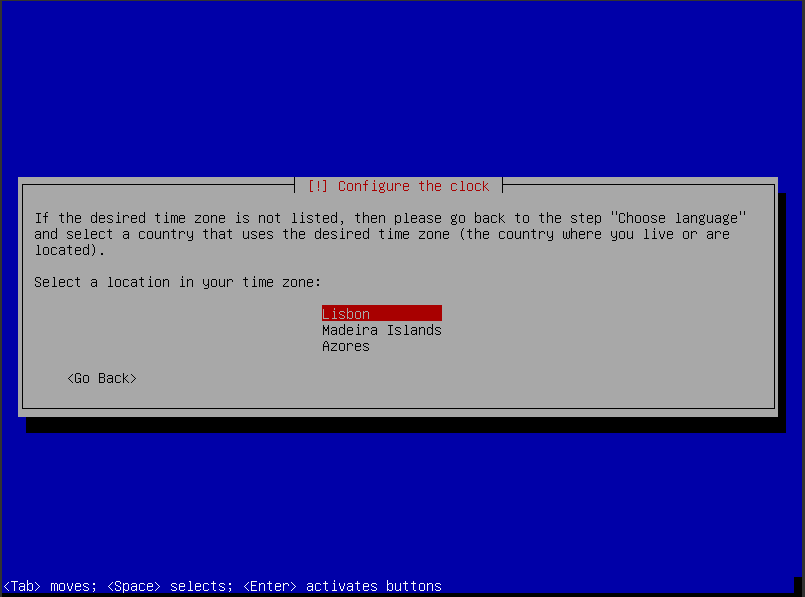 [!] Configure the clock
If the desired time zone is not listed, then please go back to the step "Choose language"
and select a country that uses the desired time zone (the country where you live or are
located).
Select a location in your time zone:
Lisbon
Madeira Islands
Azores
<Go Back>
<Tab> moves; <Space> selects; <Enter> activates buttons